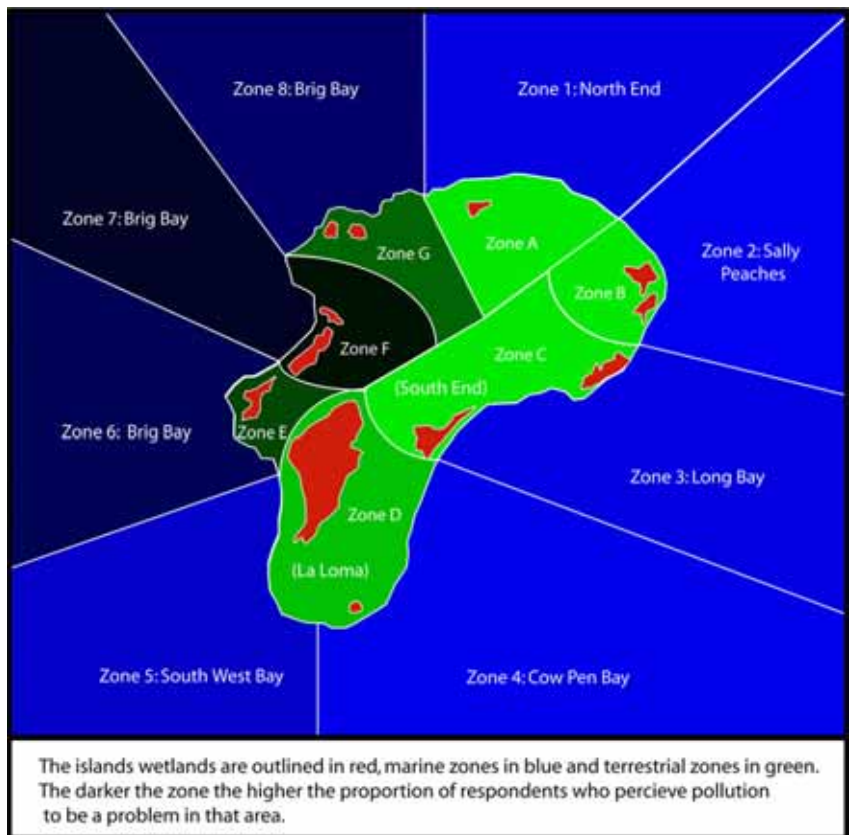 Zone 8: Brig Bay
Zone 1: North End
Zone 7: Brig Bay
Zone G
Zone A
Zone 2: Sally
Peaches
Zone B
Zone F
Zone C
(South End)
Zone 6: Brig Bay
Zone E
Zone 3: Long Bay
Zone D
(La Loma)
Zone 5: South West Bay
Zone 4: Cow Pen Bay
The islands wetlands are outlined in red, marine zones in blue and terrestrial zones in green.
The darker the zone the higher the proportion of respondents who percieve pollution
to be a problem in that area.